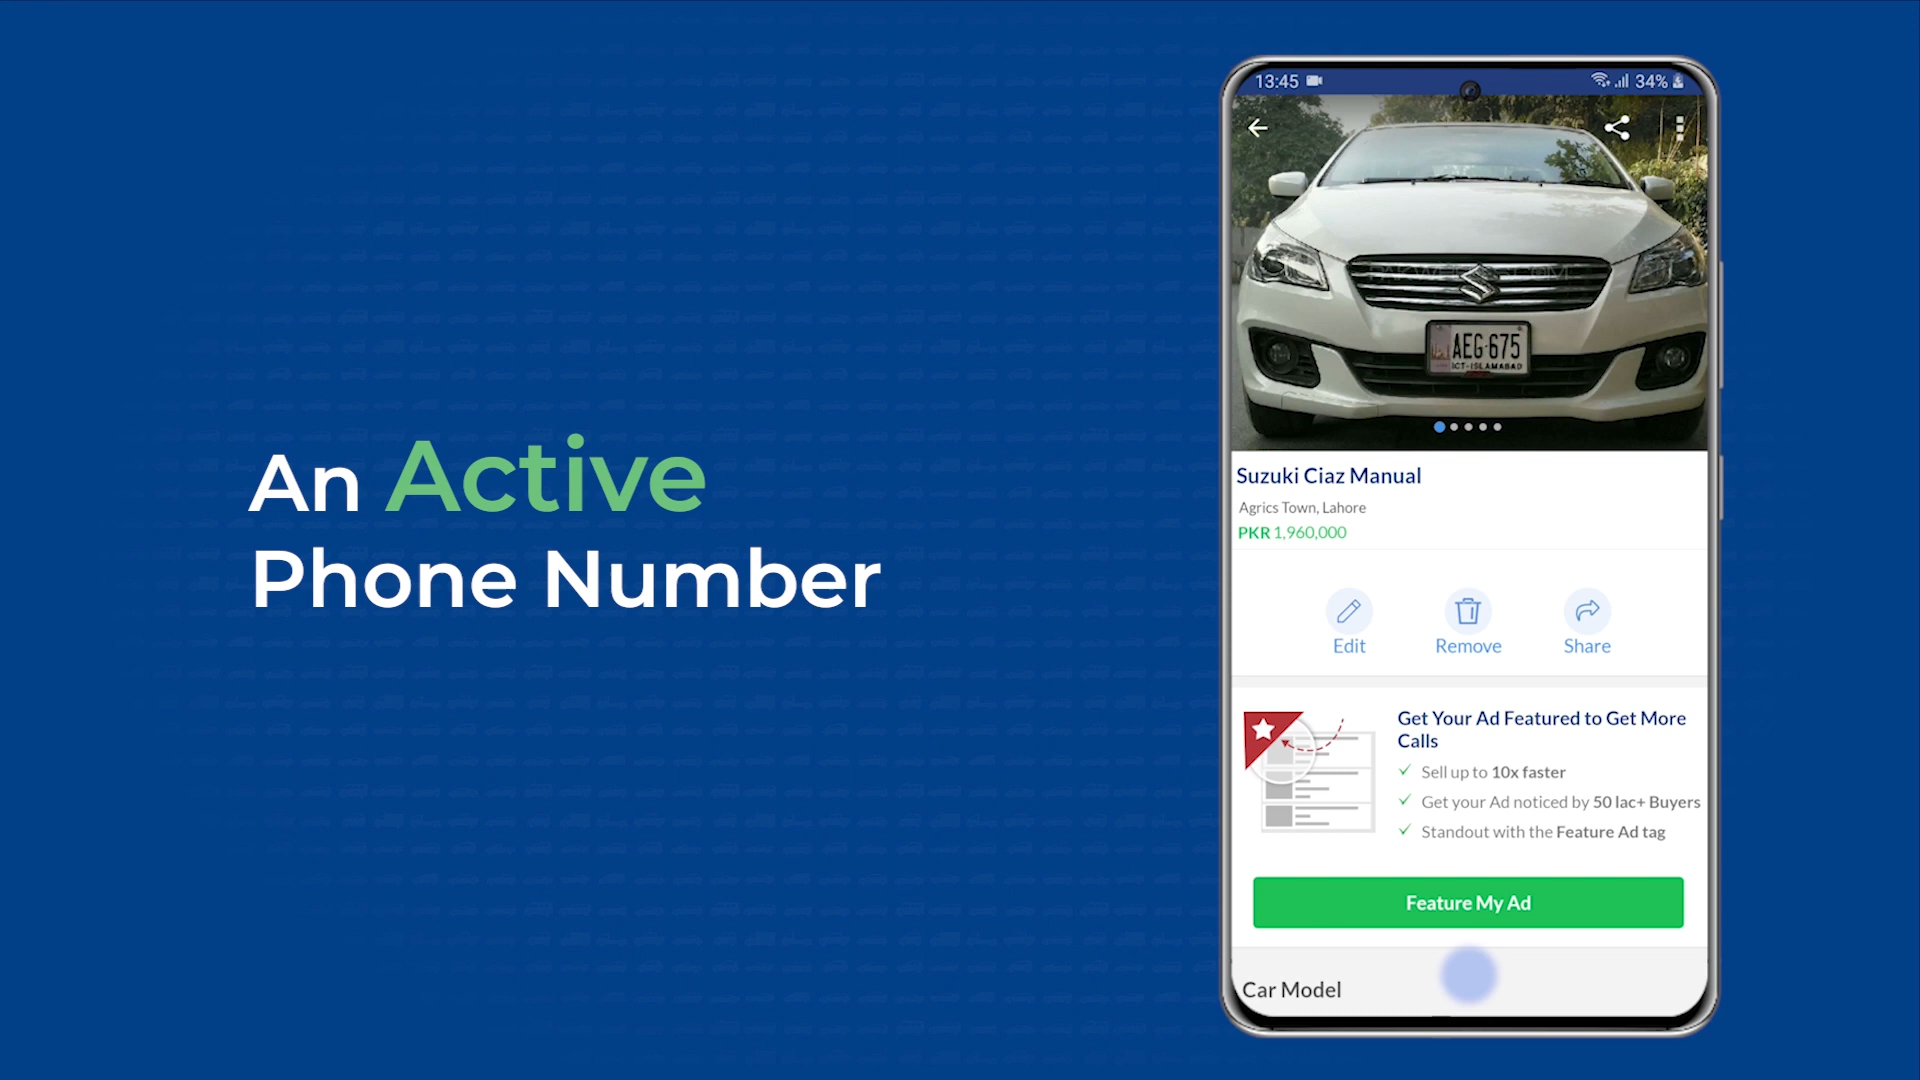 An Active
Phone Number
13:45
34%
AEG-675
ICT-ISLAMABAD
Suzuki Ciaz Manual
Agrics Town, Lahore
PKR 1,960,000
Edit
Remove
Share
Get Your Ad Featured to Get More
Calls
Sell up to 10x faster
Get your Ad noticed by 50 lac+ Buyers
Standout with the Feature Ad tag
Feature My Ad
Car Model